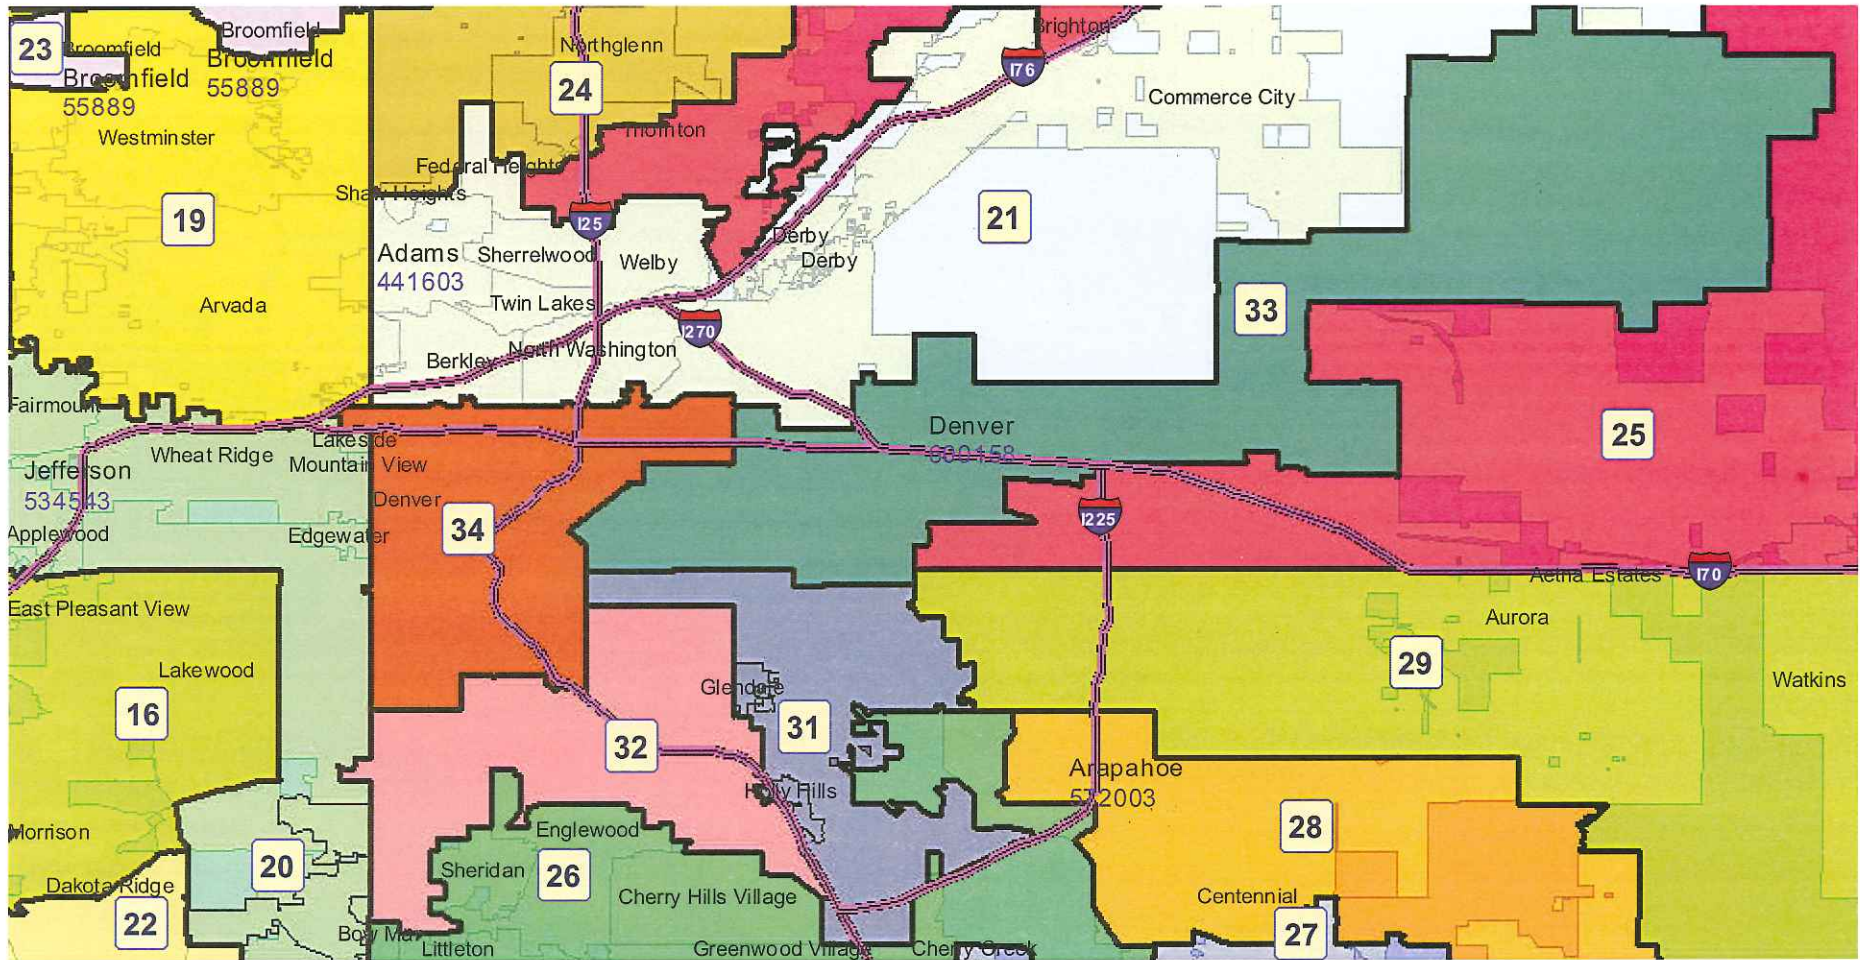 Broomfield
Brighton
23
Broomfield
Northglenn
Broomfield
55889
Broomfield
55889
I76
24
Commerce City
Westminster
Thornton
Federal Heights
Shaw Heights
19
21
I25
Adams
441603
Sherrelwood
Welby
Derby
Derby
Twin Lakes
Arvada
33
I270
North Washington
Berkley
Fairmount
Denver
600158
25
Lakeside
Wheat Ridge
Mountain View
Jefferson
534543
Denver
34
I225
Applewood
Edgewater
Aetna Estates
I70
East Pleasant View
Aurora
Lakewood
29
Glendale
Watkins
16
31
32
Arapahoe
572003
Holly Hills
Morrison
Englewood
28
20
Sheridan
26
Dakota Ridge
Cherry Hills Village
Centennial
22
27
Bow Mar
Littleton
Greenwood Village
Cherry Creek